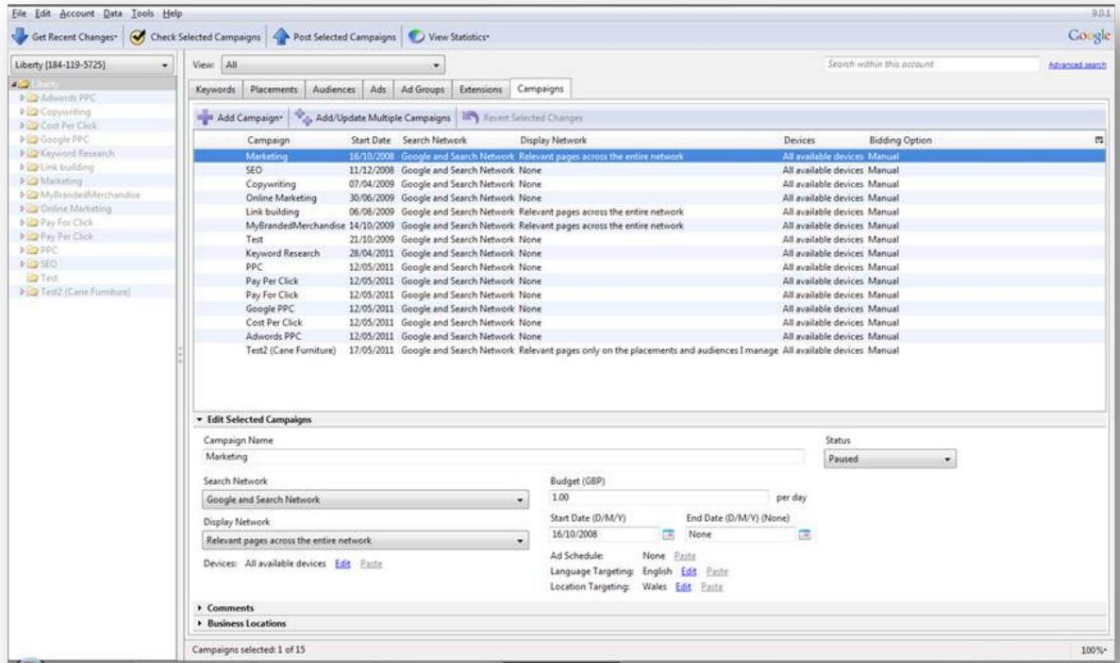 File Edit Account Data Tools Help 9.0.1
Get Recent Changes Check Selected Campaigns Post Selected Campaigns View Statistics Google
Liberty [184-119-5725] View: All Search within this account Advanced search
Liberty
Adwords PPC
Copywriting
Cost Per Click
Google PPC
Keyword Research
Link building
Marketing
MyBrandedMerchandise
Online Marketing
Pay For Click
Pay Per Click
PPC
SEO
Test
Test2 (Cane Furniture)
Keywords Placements Audiences Ads Ad Groups Extensions Campaigns
Add Campaign Add/Update Multiple Campaigns Revert Selected Changes
Campaign Start Date Search Network Display Network Devices Bidding Option
Marketing 16/10/2008 Google and Search Network Relevant pages across the entire network All available devices Manual
SEO 11/12/2008 Google and Search Network None All available devices Manual
Copywriting 07/04/2009 Google and Search Network None All available devices Manual
Online Marketing 30/06/2009 Google and Search Network None All available devices Manual
Link building 06/08/2009 Google and Search Network Relevant pages across the entire network All available devices Manual
MyBrandedMerchandise 14/10/2009 Google and Search Network Relevant pages across the entire network All available devices Manual
Test 21/10/2009 Google and Search Network None All available devices Manual
Keyword Research 28/04/2011 Google and Search Network None All available devices Manual
PPC 12/05/2011 Google and Search Network None All available devices Manual
Pay Per Click 12/05/2011 Google and Search Network None All available devices Manual
Pay For Click 12/05/2011 Google and Search Network None All available devices Manual
Google PPC 12/05/2011 Google and Search Network None All available devices Manual
Cost Per Click 12/05/2011 Google and Search Network None All available devices Manual
Adwords PPC 12/05/2011 Google and Search Network None All available devices Manual
Test2 (Cane Furniture) 17/05/2011 Google and Search Network Relevant pages only on the placements and audiences I manage All available devices Manual
Edit Selected Campaigns
Campaign Name Status
Marketing Paused
Search Network Budget (GBP)
Google and Search Network 1.00 per day
Display Network Start Date (D/M/Y) End Date (D/M/Y) (None)
Relevant pages across the entire network 16/10/2008 None
Devices: All available devices Edit Paste Ad Schedule: None Paste
Language Targeting: English Edit Paste
Location Targeting: Wales Edit Paste
Comments
Business Locations
Campaigns selected: 1 of 15 100%